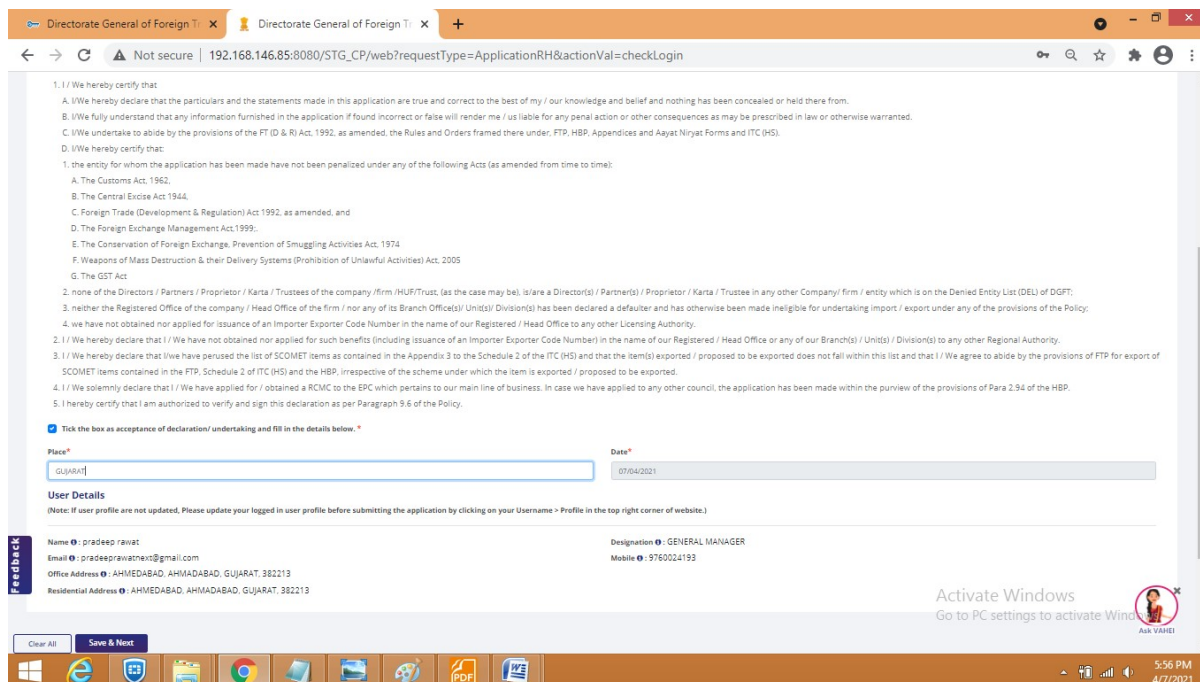 Directorate General of Foreign Tr
Directorate General of Foreign Tr
Not secure | 192.168.146.85:8080/STG_CP/web?requestType=ApplicationRH&actionVal=checkLogin
1. I / We hereby certify that
A. I/We hereby declare that the particulars and the statements made in this application are true and correct to the best of my / our knowledge and belief and nothing has been concealed or held there from.
B. I/We fully understand that any information furnished in the application if found incorrect or false will render me / us liable for any penal action or other consequences as may be prescribed in law or otherwise warranted.
C. I/We undertake to abide by the provisions of the FT (D & R) Act, 1992, as amended, the Rules and Orders framed there under, FTP, HBP, Appendices and Aayat Niryat Forms and ITC (HS).
D. I/We hereby certify that:
1. the entity for whom the application has been made have not been penalized under any of the following Acts (as amended from time to time):
A. The Customs Act, 1962,
B. The Central Excise Act 1944,
C. Foreign Trade (Development & Regulation) Act 1992, as amended, and
D. The Foreign Exchange Management Act,1999;.
E. The Conservation of Foreign Exchange, Prevention of Smuggling Activities Act, 1974
F. Weapons of Mass Destruction & their Delivery Systems (Prohibition of Unlawful Activities) Act, 2005
G. The GST Act
2. none of the Directors / Partners / Proprietor / Karta / Trustees of the company /firm /HUF/Trust, (as the case may be), is/are a Director(s) / Partner(s) / Proprietor / Karta / Trustee in any other Company/ firm / entity which is on the Denied Entity List (DEL) of DGFT;
3. neither the Registered Office of the company / Head Office of the firm / nor any of its Branch Office(s)/ Unit(s)/ Division(s) has been declared a defaulter and has otherwise been made ineligible for undertaking import / export under any of the provisions of the Policy;
4. we have not obtained nor applied for issuance of an Importer Exporter Code Number in the name of our Registered / Head Office to any other Licensing Authority.
2. I / We hereby declare that I / We have not obtained nor applied for such benefits (including issuance of an Importer Exporter Code Number) in the name of our Registered / Head Office or any of our Branch(s) / Unit(s) / Division(s) to any other Regional Authority.
3. I / We hereby declare that I/we have perused the list of SCOMET items as contained in the Appendix 3 to the Schedule 2 of the ITC (HS) and that the item(s) exported / proposed to be exported does not fall within this list and that I / We agree to abide by the provisions of FTP for export of
SCOMET items contained in the FTP, Schedule 2 of ITC (HS) and the HBP, irrespective of the scheme under which the item is exported / proposed to be exported.
4. I / We solemnly declare that I / We have applied for / obtained a RCMC to the EPC which pertains to our main line of business. In case we have applied to any other council, the application has been made within the purview of the provisions of Para 2.94 of the HBP.
5. I hereby certify that I am authorized to verify and sign this declaration as per Paragraph 9.6 of the Policy.
Tick the box as acceptance of declaration/ undertaking and fill in the details below. *
Place* Date*
GUJARAT 07/04/2021
User Details
(Note: If user profile are not updated, Please update your logged in user profile before submitting the application by clicking on your Username > Profile in the top right corner of website.)
Name : pradeep rawat Designation : GENERAL MANAGER
Email : pradeeprawatnext@gmail.com Mobile : 9760024193
Office Address : AHMEDABAD, AHMADABAD, GUJARAT, 382213
Residential Address : AHMEDABAD, AHMADABAD, GUJARAT, 382213
Feedback
Activate Windows
Go to PC settings to activate Windo
Ask VAHEI
Clear All Save & Next
PDF
5:56 PM
4/7/2021